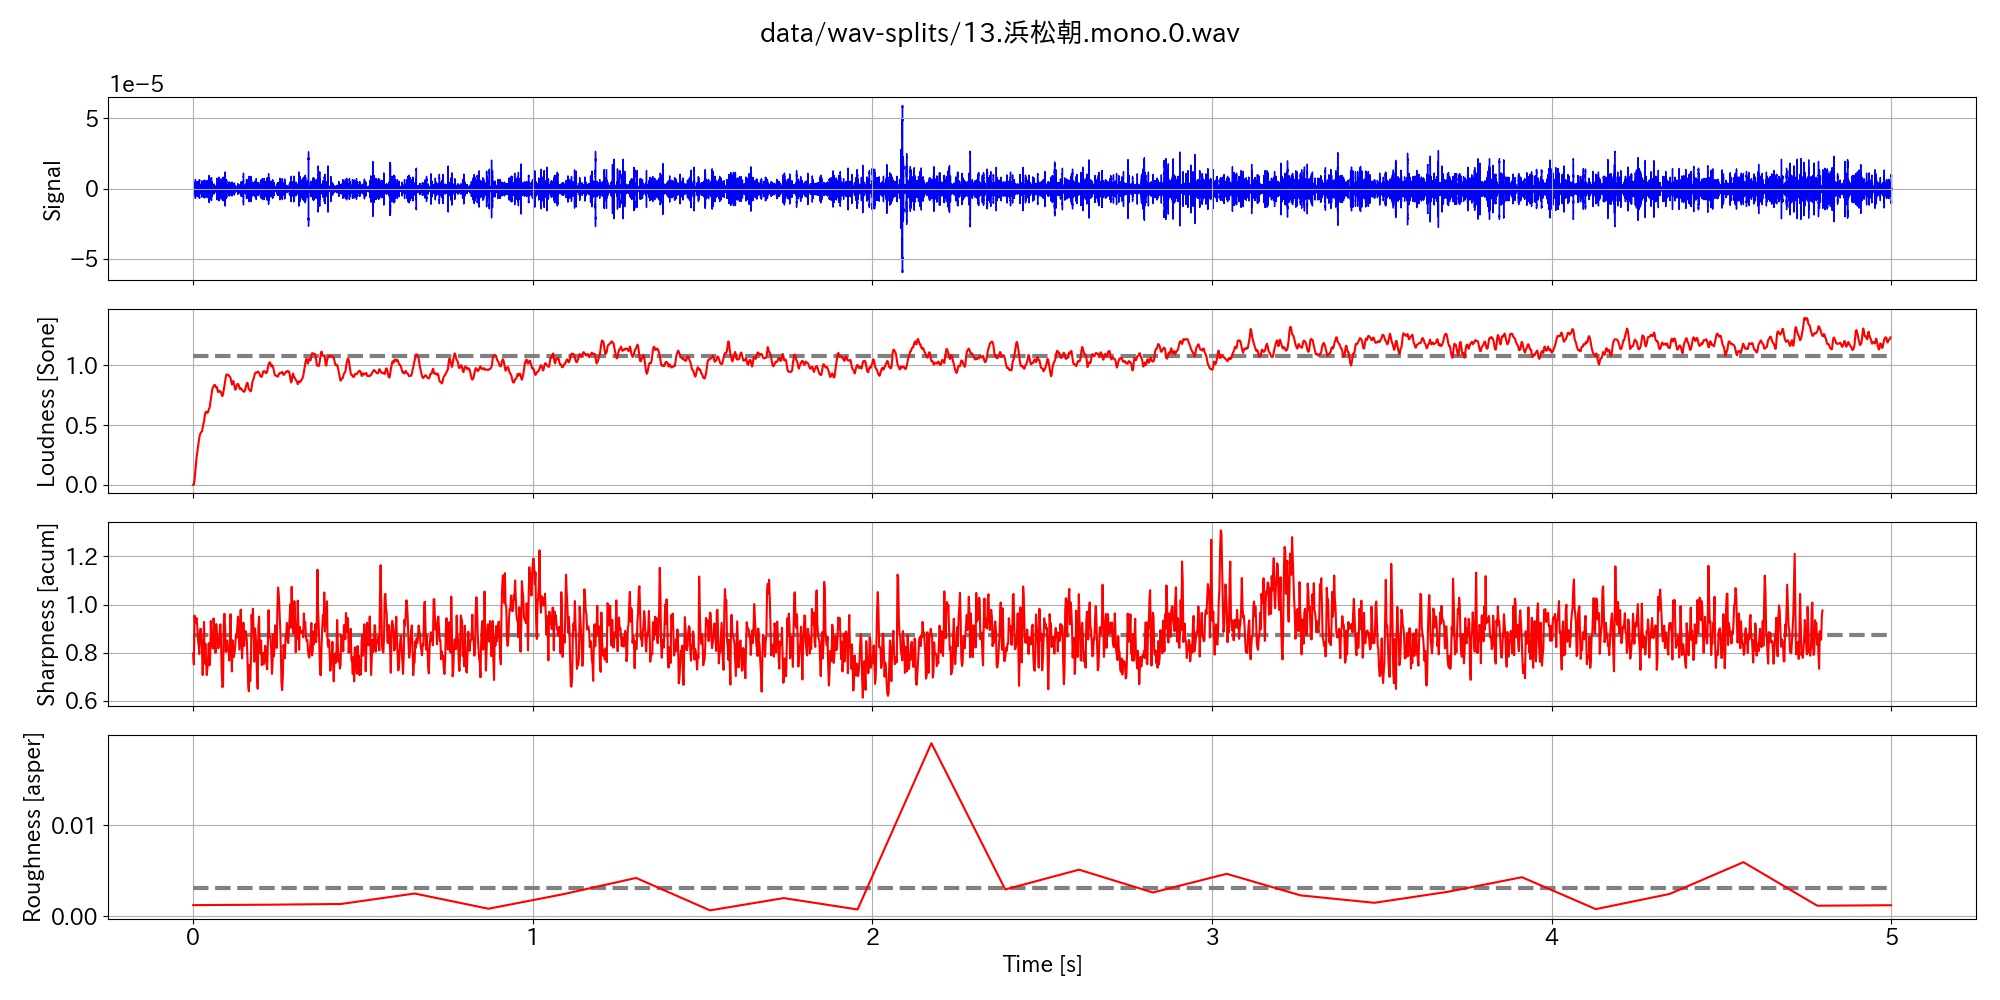 data/wav-splits/13.浜松朝.mono.0.wav
1e−5
Signal
5
0
−5
Loudness [Sone]
1.0
0.5
0.0
Sharpness [acum]
1.2
1.0
0.8
0.6
Roughness [asper]
0.01
0.00
0 1 2 3 4 5
Time [s]